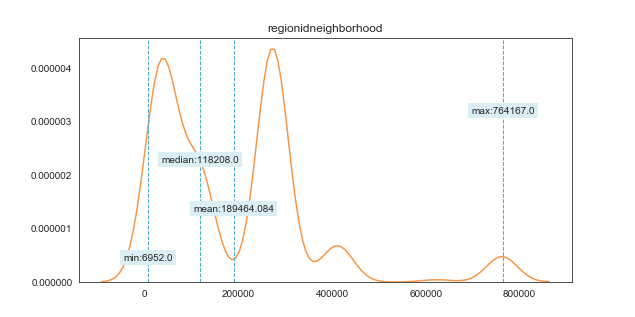 regionidneighborhood
0.000004
0.000003
0.000002
0.000001
0.000000
max:764167.0
median:118208.0
mean:189464.084
min:6952.0
0 200000 400000 600000 800000